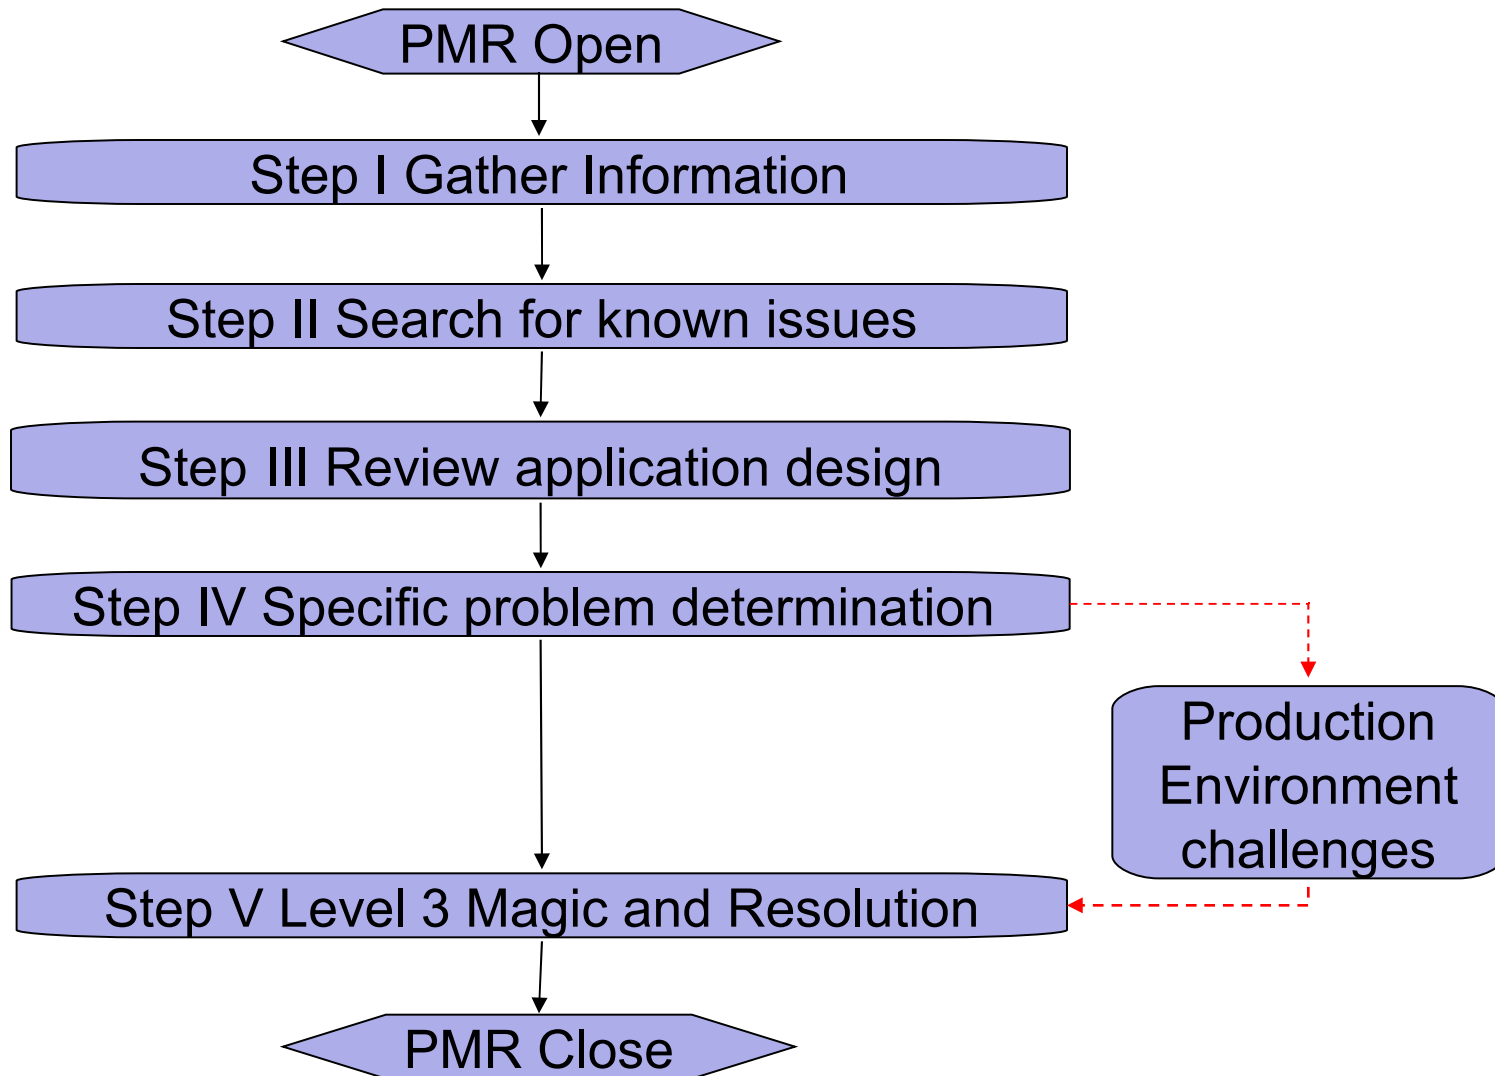 PMR Open
Step I Gather Information
Step II Search for known issues
Step III Review application design
Step IV Specific problem determination
Production
Environment
challenges
Step V Level 3 Magic and Resolution
PMR Close